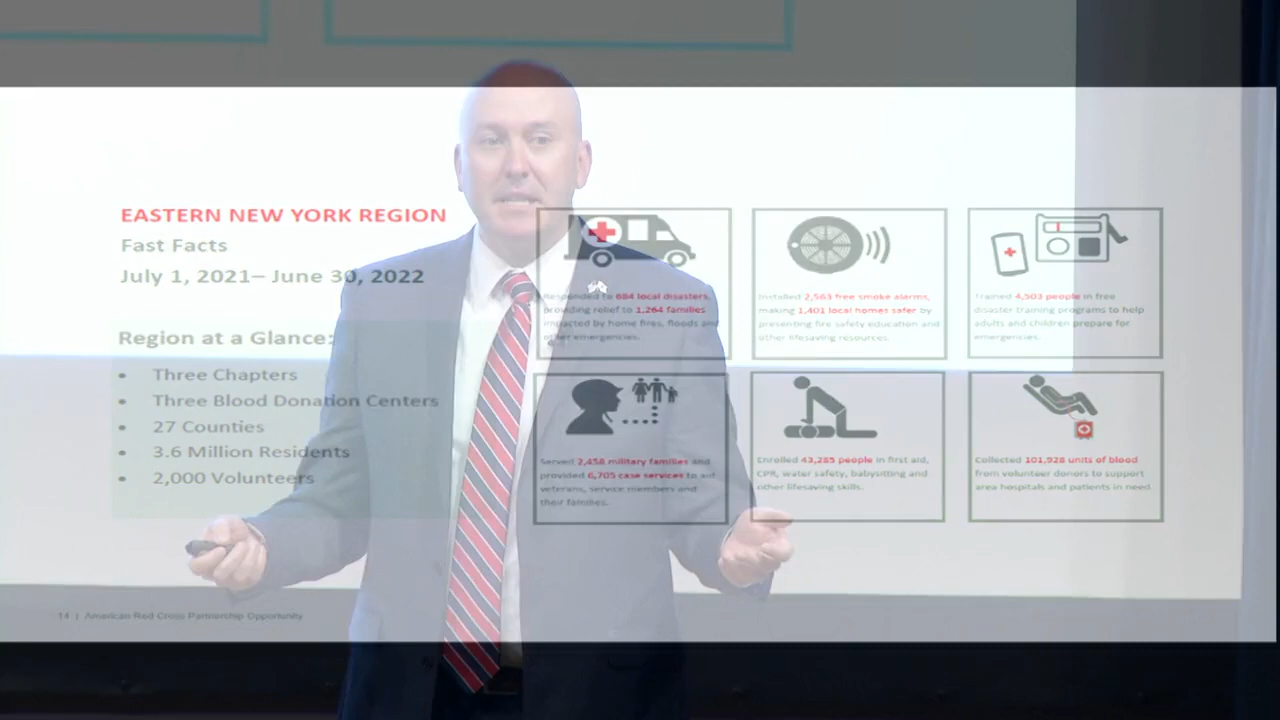 EASTERN NEW YORK REGION
Fast Facts
July 1, 2021– June 30, 2022
Region at a Glance:
• Three Chapters
• Three Blood Donation Centers
• 27 Counties
• 3.6 Million Residents
• 2,000 Volunteers
Responded to 684 local disasters,
providing relief to 1,264 families
impacted by home fires, floods and
other emergencies.
Installed 2,563 free smoke alarms,
making 1,401 local homes safer by
presenting fire safety education and
other lifesaving resources.
Trained 4,503 people in free
disaster training programs to help
adults and children prepare for
emergencies.
Served 2,458 military families and
provided 6,705 case services to aid
veterans, service members and
their families.
Enrolled 43,285 people in first aid,
CPR, water safety, babysitting and
other lifesaving skills.
Collected 101,928 units of blood
from volunteer donors to support
area hospitals and patients in need.
14 | American Red Cross Partnership Opportunity